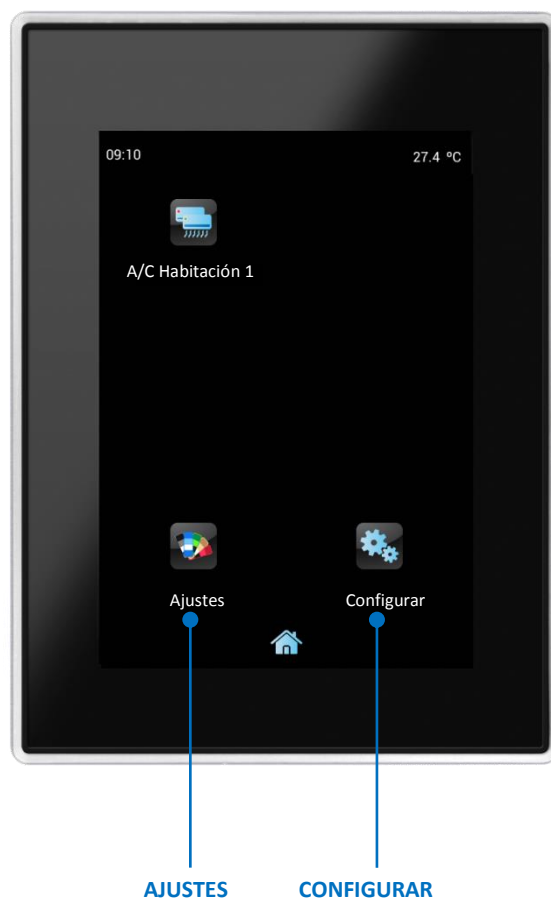 09:10 27.4 ºC
A/C Habitación 1
Ajustes Configurar
AJUSTES CONFIGURAR